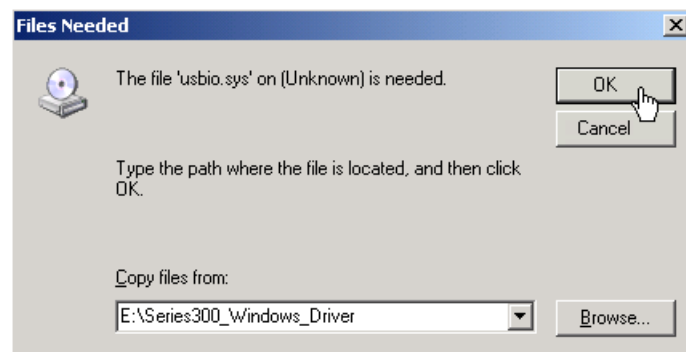 Files Needed
The file 'usbio.sys' on (Unknown) is needed.
OK
Cancel
Type the path where the file is located, and then click
OK.
Copy files from:
E:\Series300_Windows_Driver
Browse...